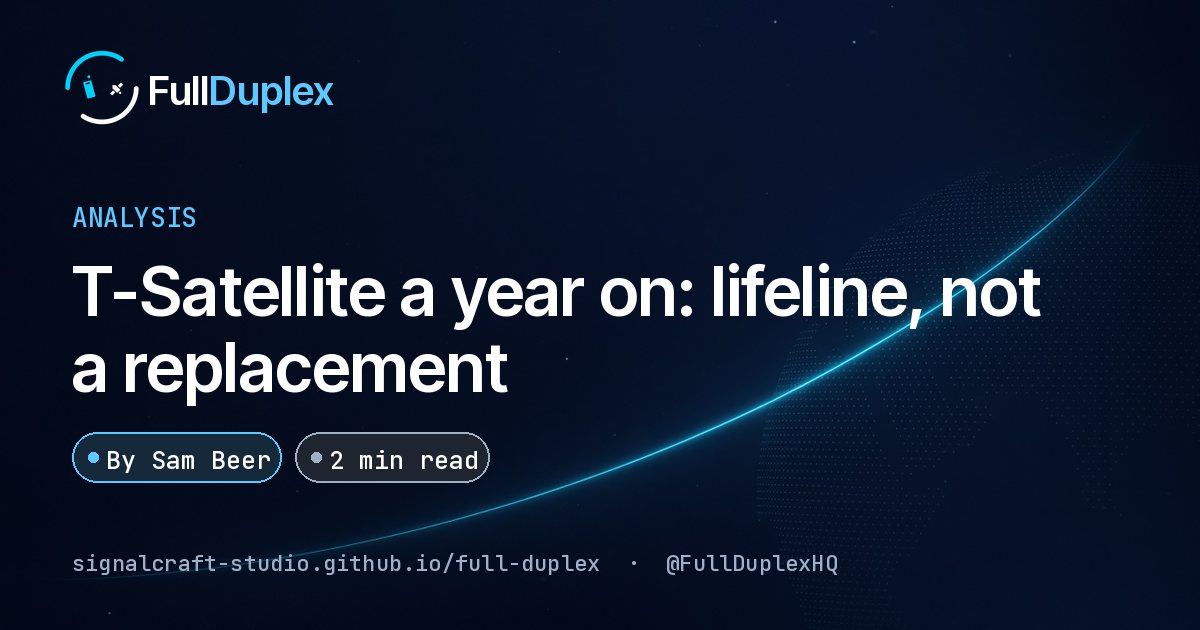 FullDuplex
ANALYSIS
T-Satellite a year on: lifeline, not
a replacement
By Sam Beer
2 min read
signalcraft-studio.github.io/full-duplex · @FullDuplexHQ